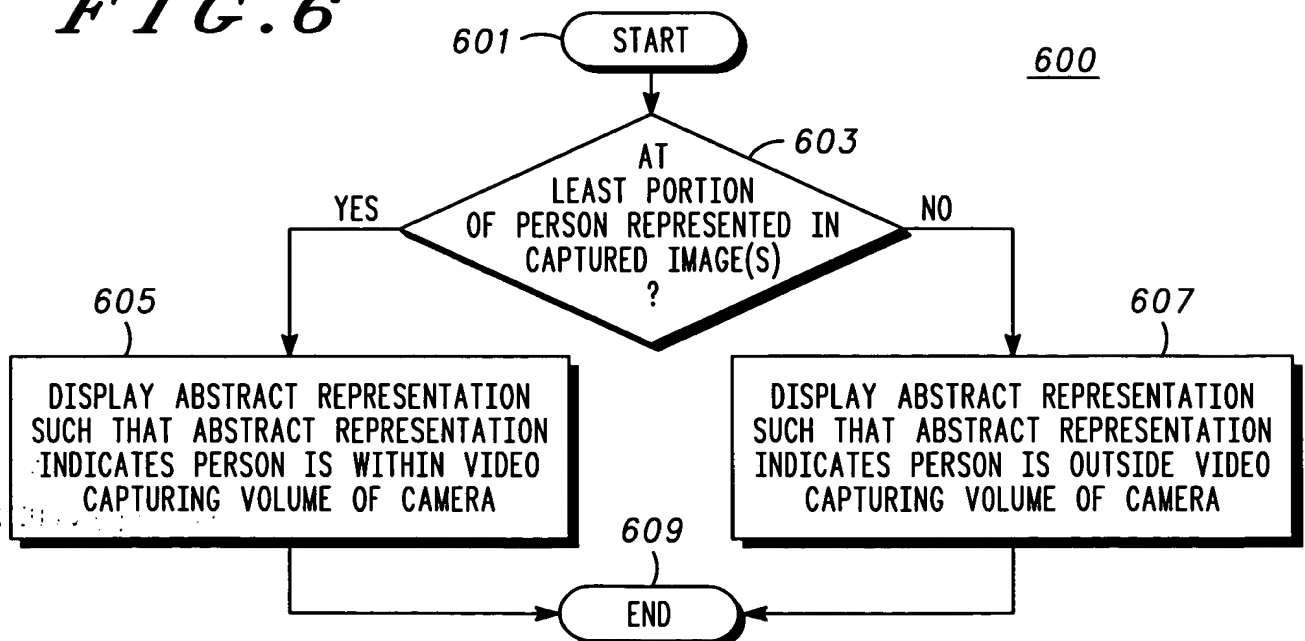 FIG.6
601
START
600
603
AT
LEAST PORTION
OF PERSON REPRESENTED IN
CAPTURED IMAGE(S)
?
YES
NO
605
607
DISPLAY ABSTRACT REPRESENTATION
SUCH THAT ABSTRACT REPRESENTATION
INDICATES PERSON IS WITHIN VIDEO
CAPTURING VOLUME OF CAMERA
DISPLAY ABSTRACT REPRESENTATION
SUCH THAT ABSTRACT REPRESENTATION
INDICATES PERSON IS OUTSIDE VIDEO
CAPTURING VOLUME OF CAMERA
609
END